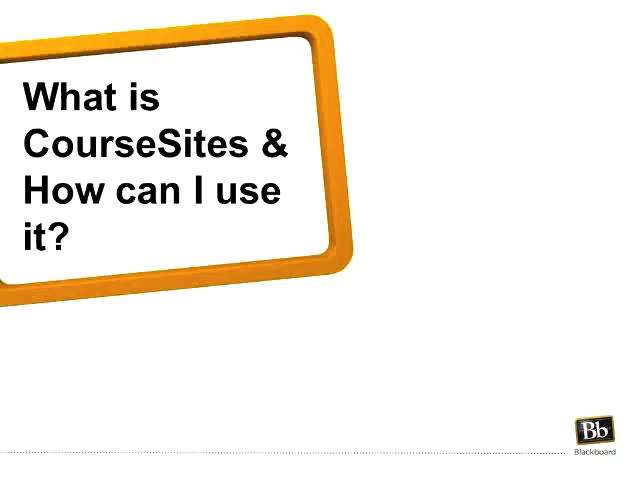 What is
CourseSites &
How can I use
it?
Bb
Blackboard